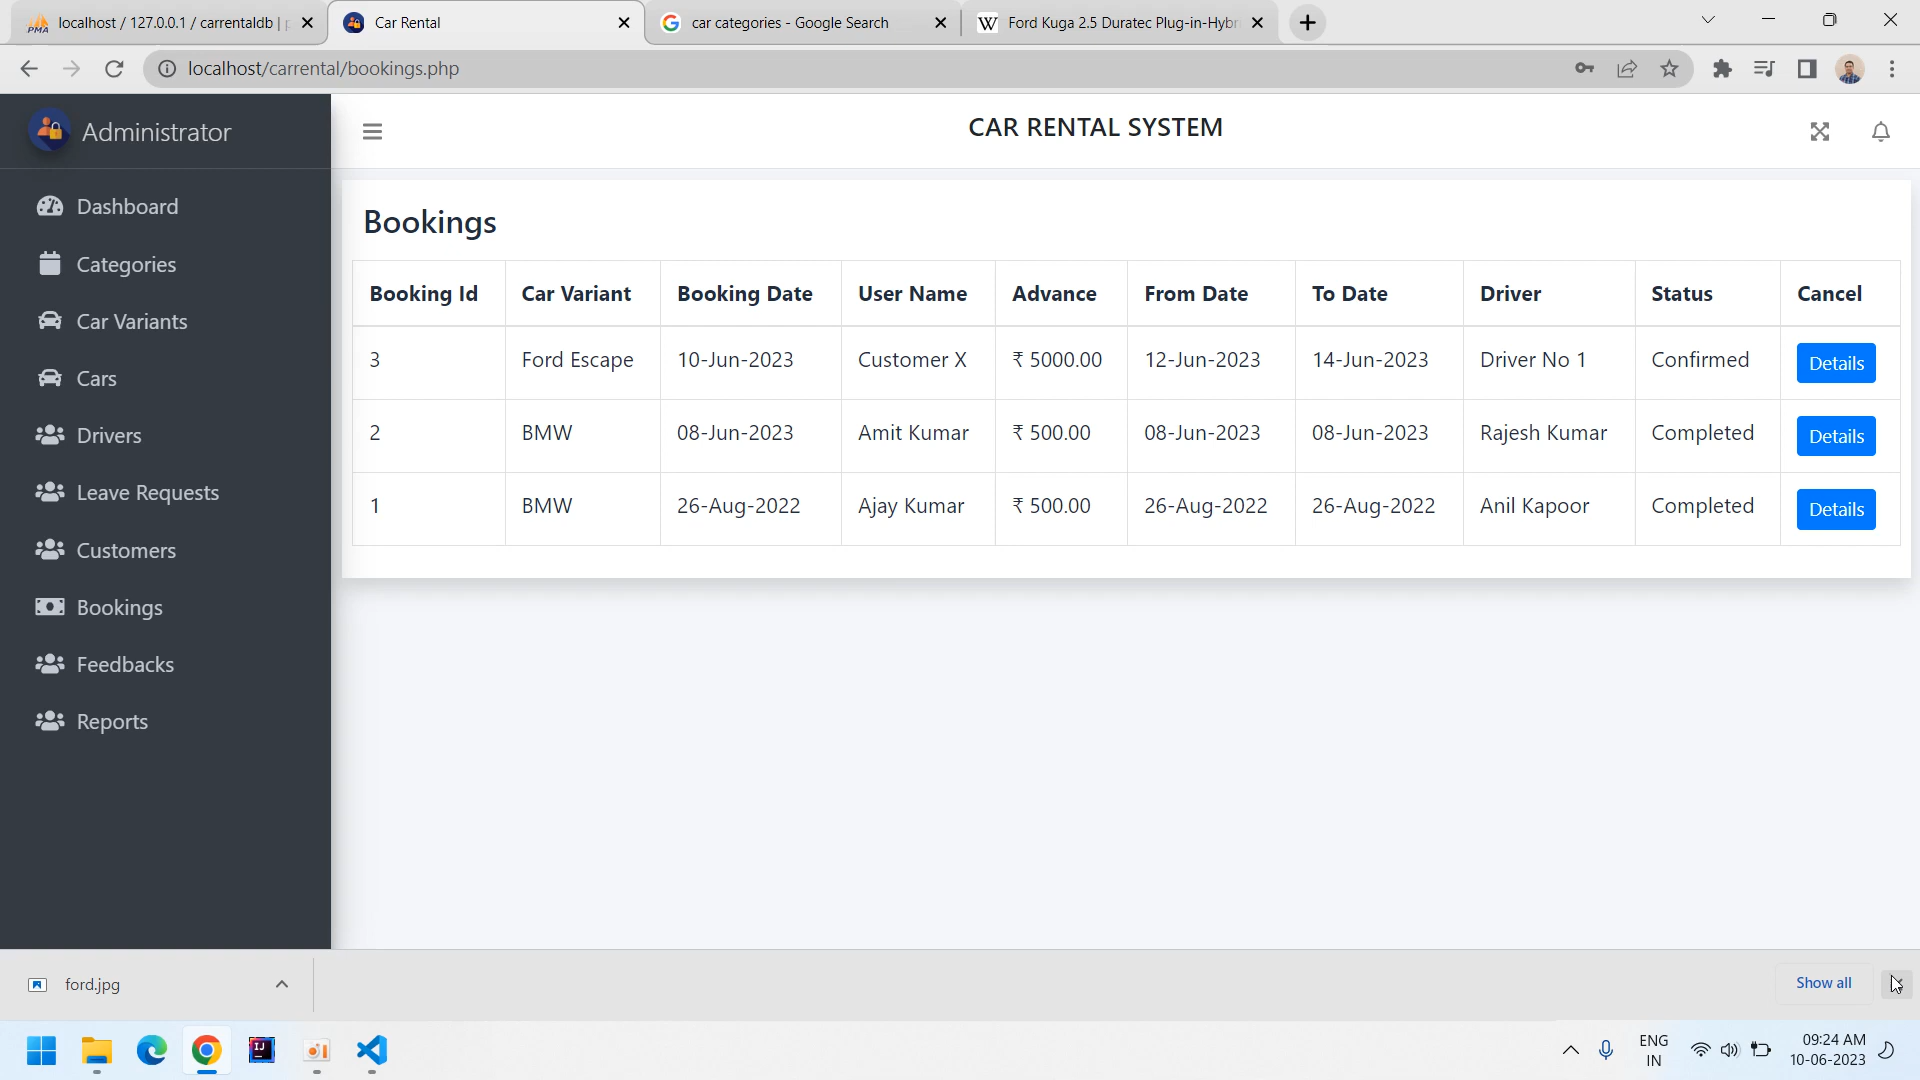 localhost / 127.0.0.1 / carrentaldb |
Car Rental
car categories - Google Search
Ford Kuga 2.5 Duratec Plug-in-Hybr
localhost/carrental/bookings.php
Administrator
CAR RENTAL SYSTEM
Dashboard
Categories
Car Variants
Cars
Drivers
Leave Requests
Customers
Bookings
Feedbacks
Reports
Bookings
Booking Id Car Variant Booking Date User Name Advance From Date To Date Driver Status Cancel
3 Ford Escape 10-Jun-2023 Customer X ₹ 5000.00 12-Jun-2023 14-Jun-2023 Driver No 1 Confirmed Details
2 BMW 08-Jun-2023 Amit Kumar ₹ 500.00 08-Jun-2023 08-Jun-2023 Rajesh Kumar Completed Details
1 BMW 26-Aug-2022 Ajay Kumar ₹ 500.00 26-Aug-2022 26-Aug-2022 Anil Kapoor Completed Details
ford.jpg
Show all
ENG
IN
09:24 AM
10-06-2023